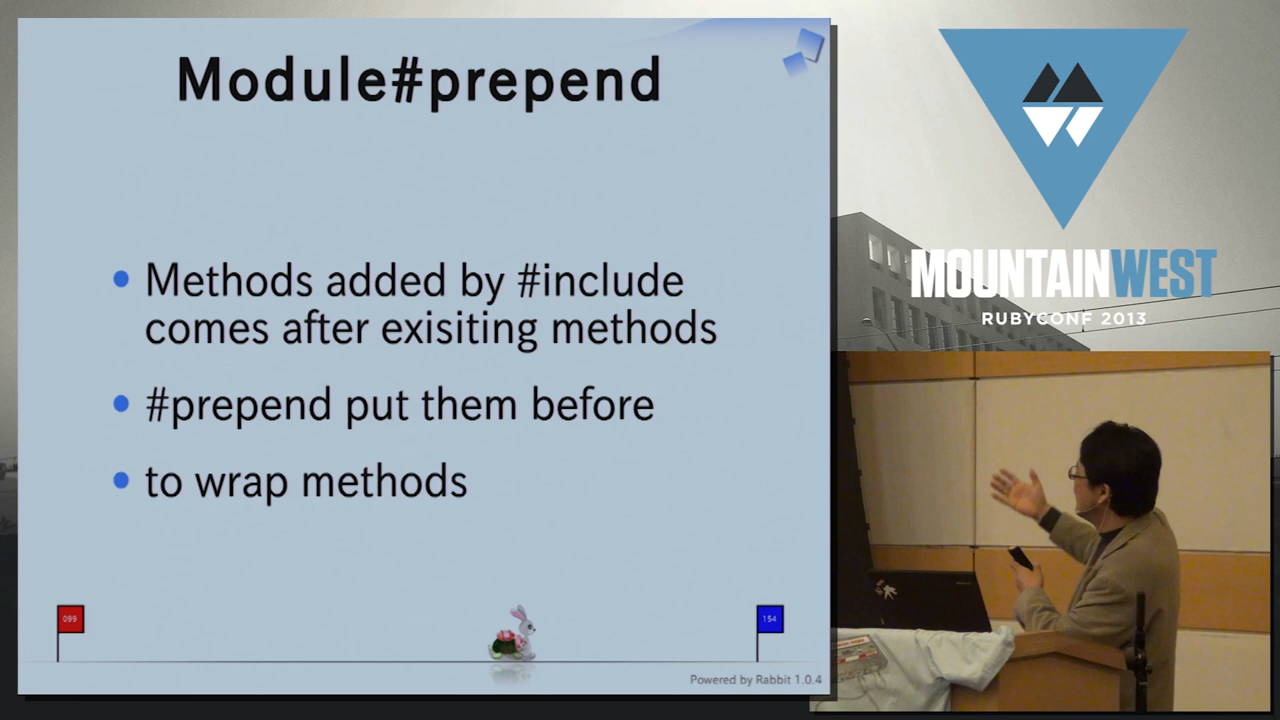 Module#prepend
Methods added by #include
comes after exisiting methods
#prepend put them before
to wrap methods
099
154
Powered by Rabbit 1.0.4
MOUNTAINWEST
RUBYCONF 2013